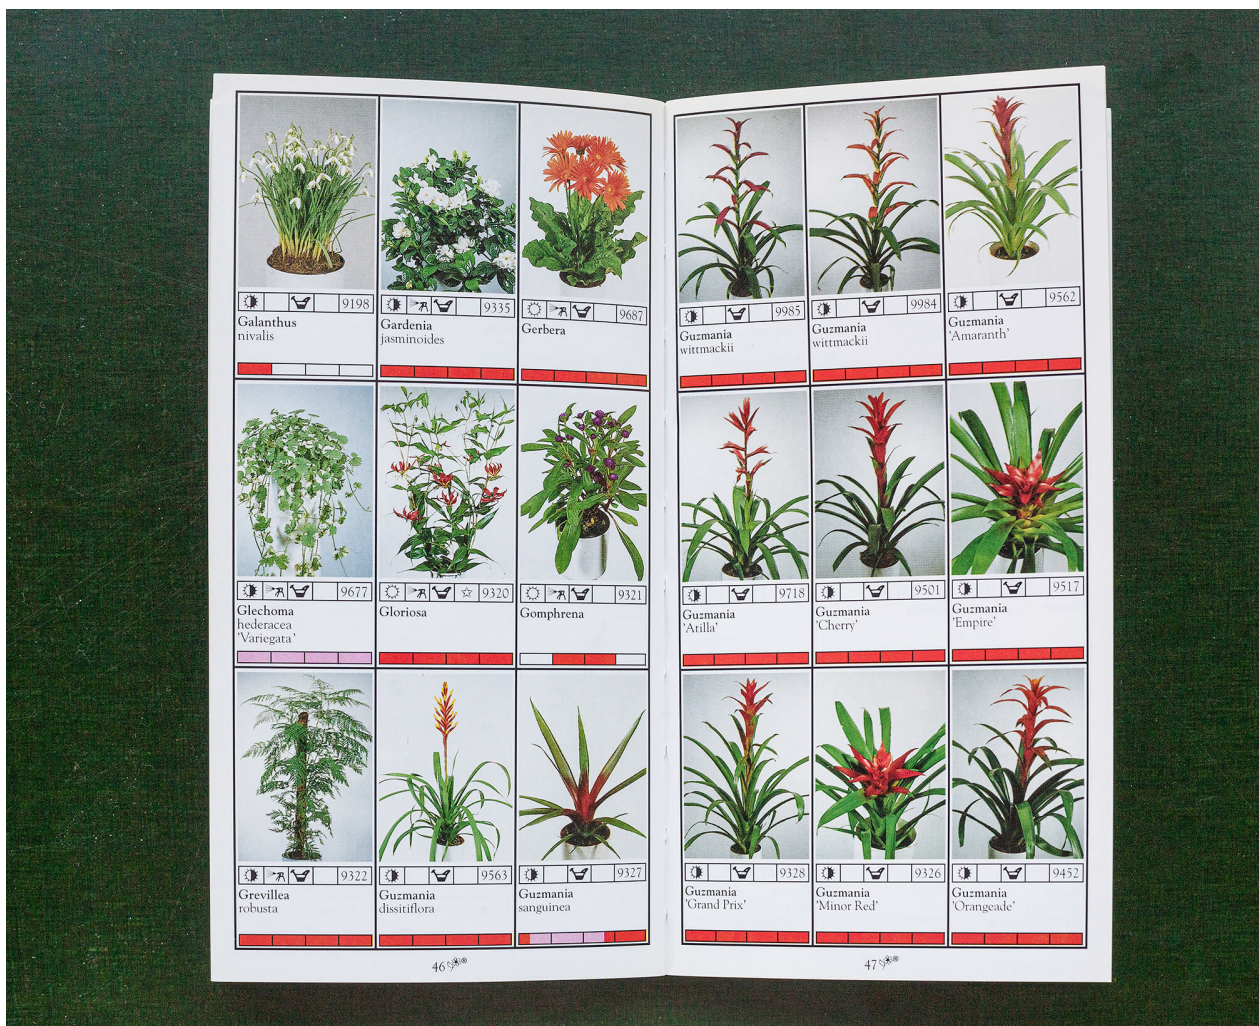 9198
Galanthus
nivalis
9335
Gardenia
jasminoides
9687
Gerbera
9677
Glechoma
hederacea
'Variegata'
9320
Gloriosa
9321
Gomphrena
9322
Grevillea
robusta
9563
Guzmania
dissitiflora
9327
Guzmania
sanguinea
46
9985
Guzmania
wittmackii
9984
Guzmania
wittmackii
9562
Guzmania
'Amaranth'
9718
Guzmania
'Atilla'
9501
Guzmania
'Cherry'
9517
Guzmania
'Empire'
9328
Guzmania
'Grand Prix'
9326
Guzmania
'Minor Red'
9452
Guzmania
'Orangeade'
47